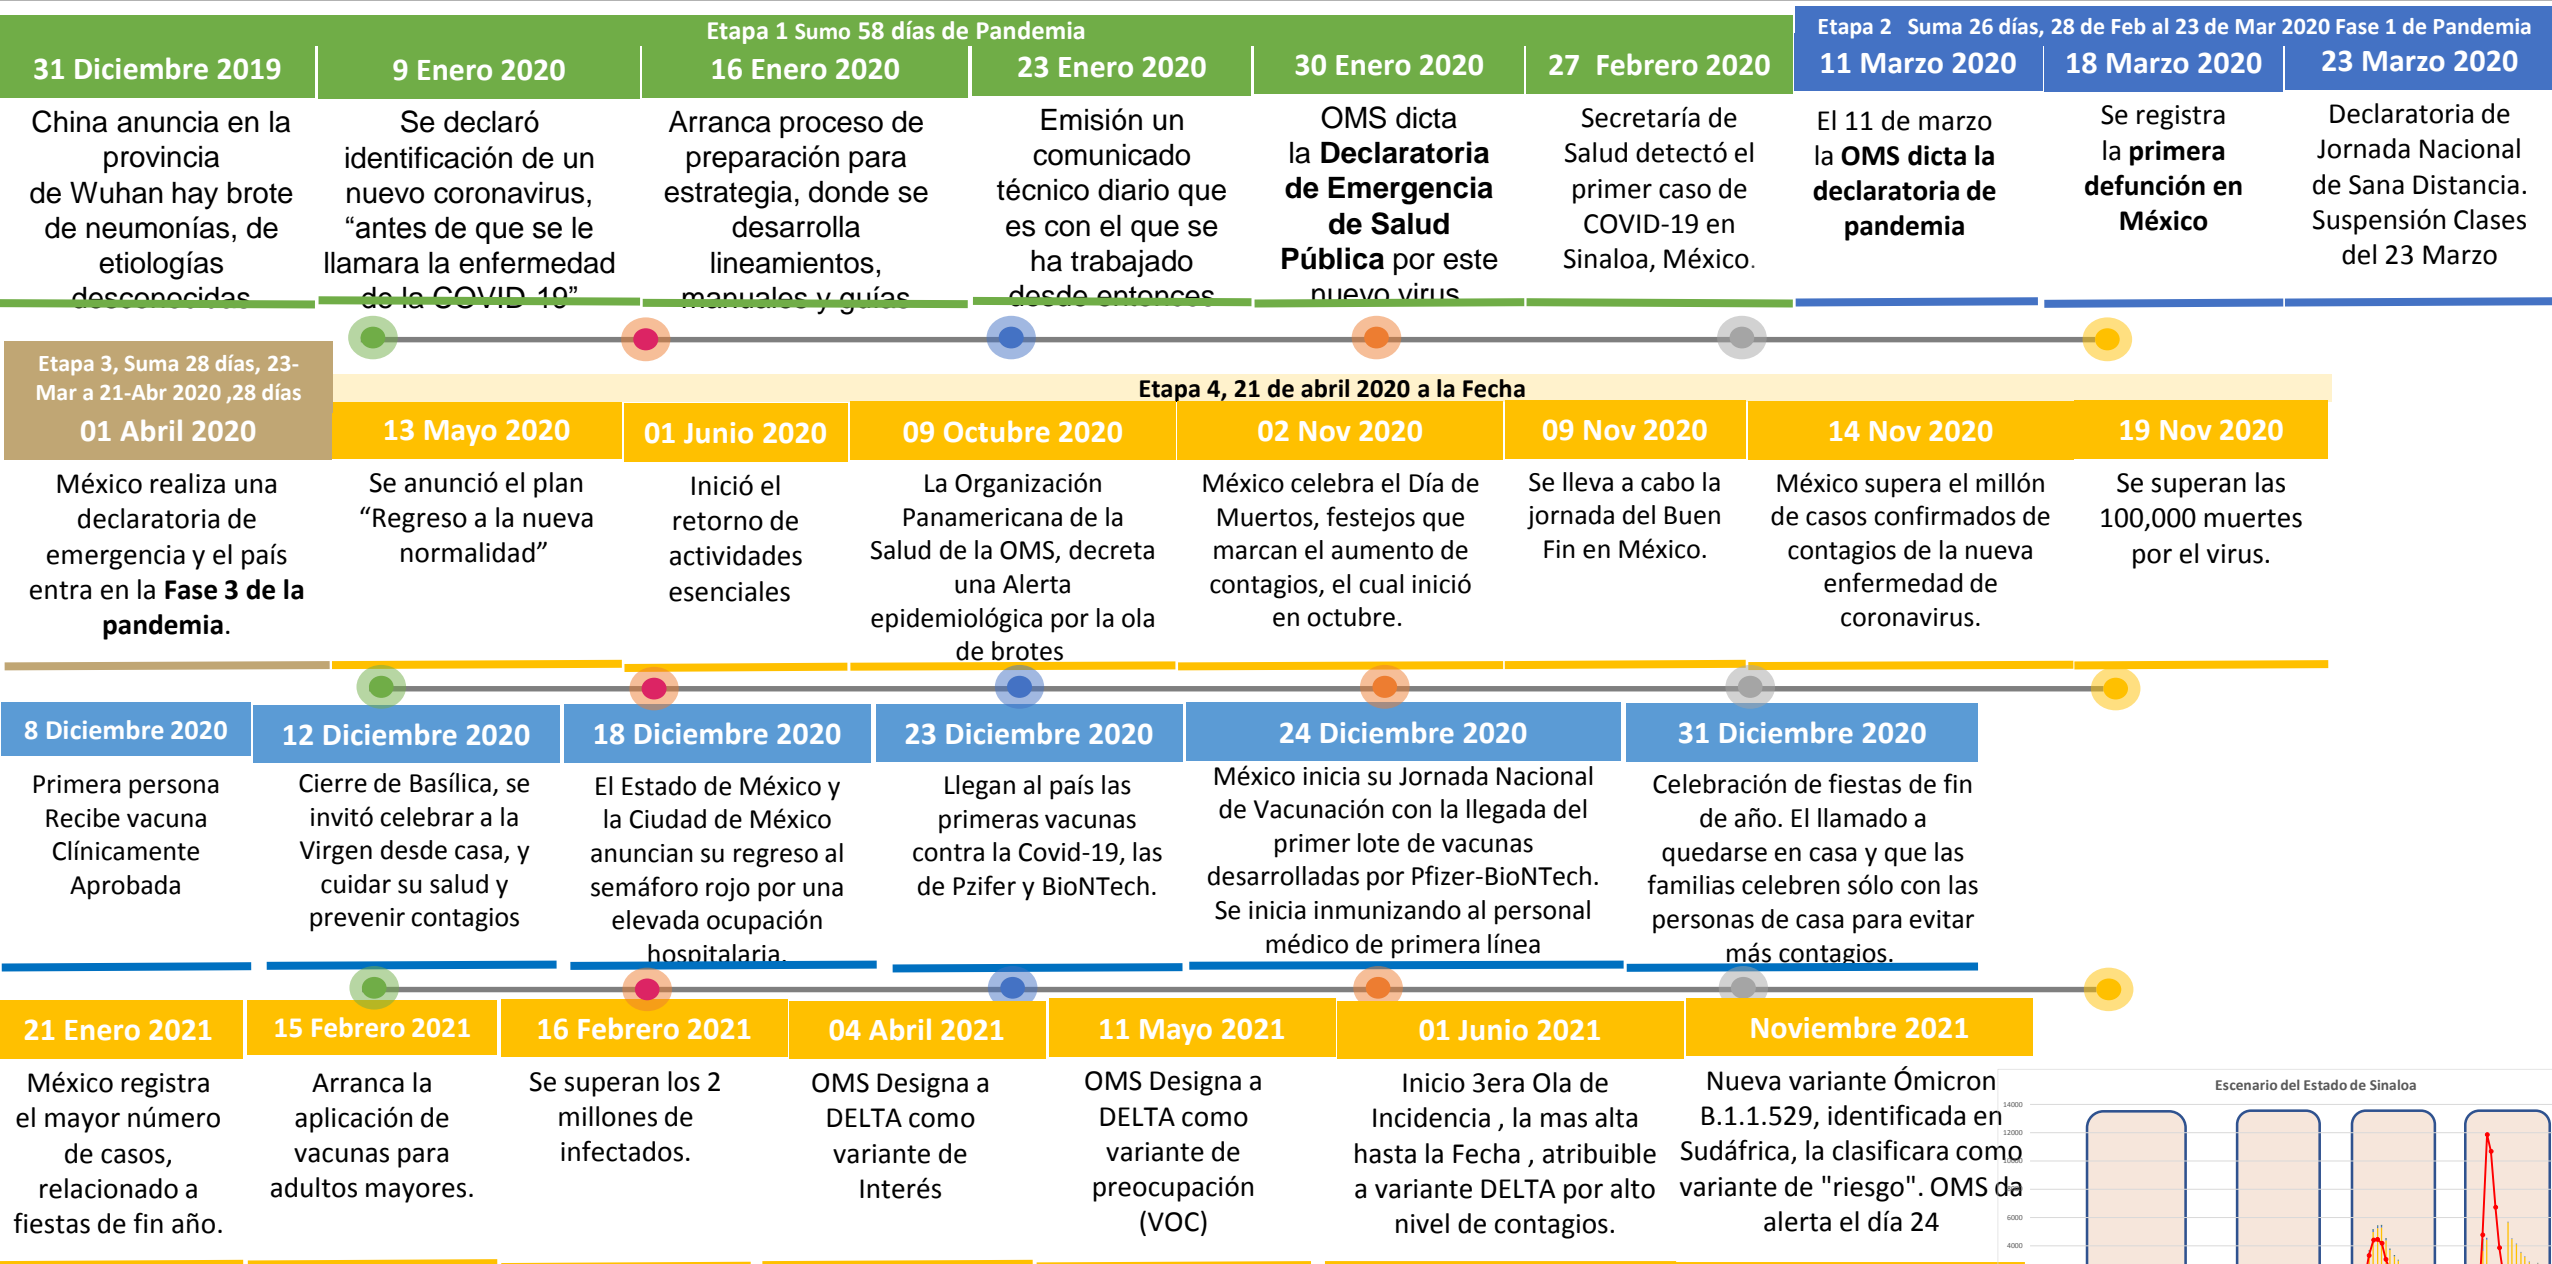 Etapa 1 Sumo 58 días de Pandemia
Etapa 2 Suma 26 días, 28 de Feb al 23 de Mar 2020 Fase 1 de Pandemia
31 Diciembre 2019
China anuncia en la
provincia
de Wuhan hay brote
de neumonías, de
etiologías
desconocidas
9 Enero 2020
Se declaró
identificación de un
nuevo coronavirus,
“antes de que se le
llamara la enfermedad
de la COVID-19”
16 Enero 2020
Arranca proceso de
preparación para
estrategia, donde se
desarrolla
lineamientos,
manuales y guías
23 Enero 2020
Emisión un
comunicado
técnico diario que
es con el que se
ha trabajado
desde entonces
30 Enero 2020
OMS dicta
la Declaratoria
de Emergencia
de Salud
Pública por este
nuevo virus
27 Febrero 2020
Secretaría de
Salud detectó el
primer caso de
COVID-19 en
Sinaloa, México.
11 Marzo 2020
El 11 de marzo
la OMS dicta la
declaratoria de
pandemia
18 Marzo 2020
Se registra
la primera
defunción en
México
23 Marzo 2020
Declaratoria de
Jornada Nacional
de Sana Distancia.
Suspensión Clases
del 23 Marzo
Etapa 3, Suma 28 días, 23-
Mar a 21-Abr 2020 ,28 días
Etapa 4, 21 de abril 2020 a la Fecha
01 Abril 2020
México realiza una
declaratoria de
emergencia y el país
entra en la Fase 3 de la
pandemia.
13 Mayo 2020
Se anunció el plan
“Regreso a la nueva
normalidad”
01 Junio 2020
Inició el
retorno de
actividades
esenciales
09 Octubre 2020
La Organización
Panamericana de la
Salud de la OMS, decreta
una Alerta
epidemiológica por la ola
de brotes
02 Nov 2020
México celebra el Día de
Muertos, festejos que
marcan el aumento de
contagios, el cual inició
en octubre.
09 Nov 2020
Se lleva a cabo la
jornada del Buen
Fin en México.
14 Nov 2020
México supera el millón
de casos confirmados de
contagios de la nueva
enfermedad de
coronavirus.
19 Nov 2020
Se superan las
100,000 muertes
por el virus.
8 Diciembre 2020
Primera persona
Recibe vacuna
Clínicamente
Aprobada
12 Diciembre 2020
Cierre de Basílica, se
invitó celebrar a la
Virgen desde casa, y
cuidar su salud y
prevenir contagios
18 Diciembre 2020
El Estado de México y
la Ciudad de México
anuncian su regreso al
semáforo rojo por una
elevada ocupación
hospitalaria.
23 Diciembre 2020
Llegan al país las
primeras vacunas
contra la Covid-19, las
de Pzifer y BioNTech.
24 Diciembre 2020
México inicia su Jornada Nacional
de Vacunación con la llegada del
primer lote de vacunas
desarrolladas por Pfizer-BioNTech.
Se inicia inmunizando al personal
médico de primera línea
31 Diciembre 2020
Celebración de fiestas de fin
de año. El llamado a
quedarse en casa y que las
familias celebren sólo con las
personas de casa para evitar
más contagios.
21 Enero 2021
México registra
el mayor número
de casos,
relacionado a
fiestas de fin año.
15 Febrero 2021
Arranca la
aplicación de
vacunas para
adultos mayores.
16 Febrero 2021
Se superan los 2
millones de
infectados.
04 Abril 2021
OMS Designa a
DELTA como
variante de
Interés
11 Mayo 2021
OMS Designa a
DELTA como
variante de
preocupación
(VOC)
01 Junio 2021
Inicio 3era Ola de
Incidencia , la mas alta
hasta la Fecha , atribuible
a variante DELTA por alto
nivel de contagios.
Noviembre 2021
Nueva variante Ómicron
B.1.1.529, identificada en
Sudáfrica, la clasificara como
variante de "riesgo". OMS da
alerta el día 24
Escenario del Estado de Sinaloa
14000
12000
10000
6000
4000